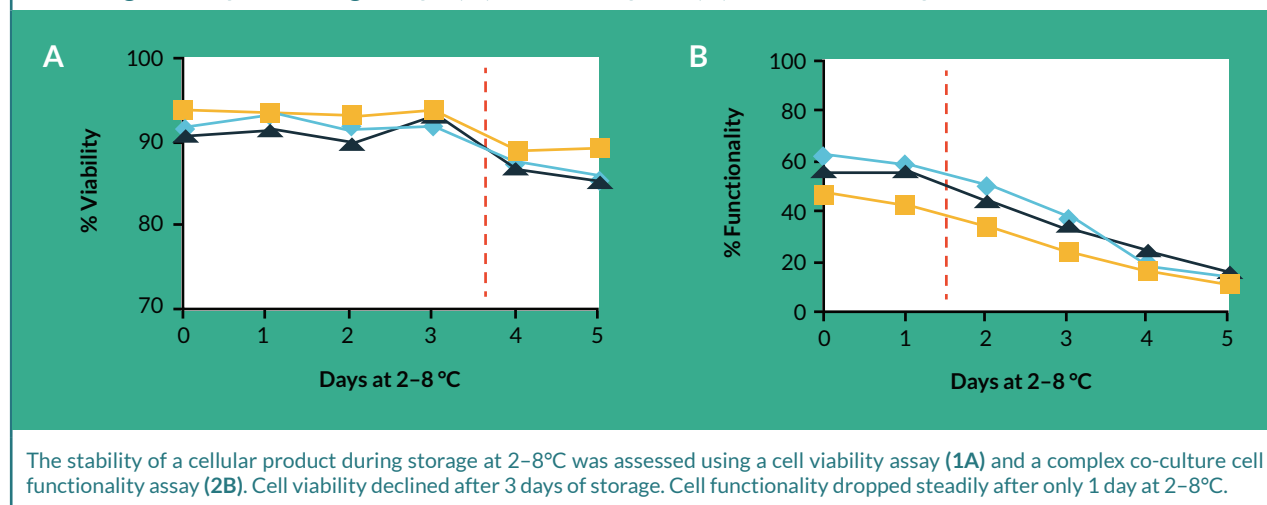 A
B
100
90
80
70
% Viability
0 1 2 3 4 5
Days at 2–8 °C
100
80
60
40
20
0
% Functionality
0 1 2 3 4 5
Days at 2–8 °C
The stability of a cellular product during storage at 2–8°C was assessed using a cell viability assay (1A) and a complex co-culture cell
functionality assay (2B). Cell viability declined after 3 days of storage. Cell functionality dropped steadily after only 1 day at 2–8°C.